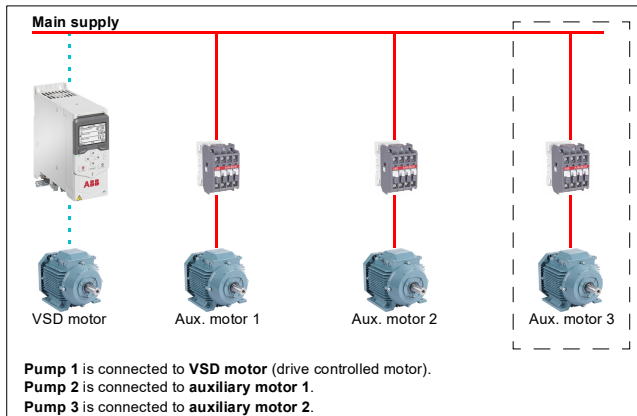 Main supply
ABB
VSD motor
Aux. motor 1
Aux. motor 2
Aux. motor 3
Pump 1 is connected to VSD motor (drive controlled motor).
Pump 2 is connected to auxiliary motor 1.
Pump 3 is connected to auxiliary motor 2.